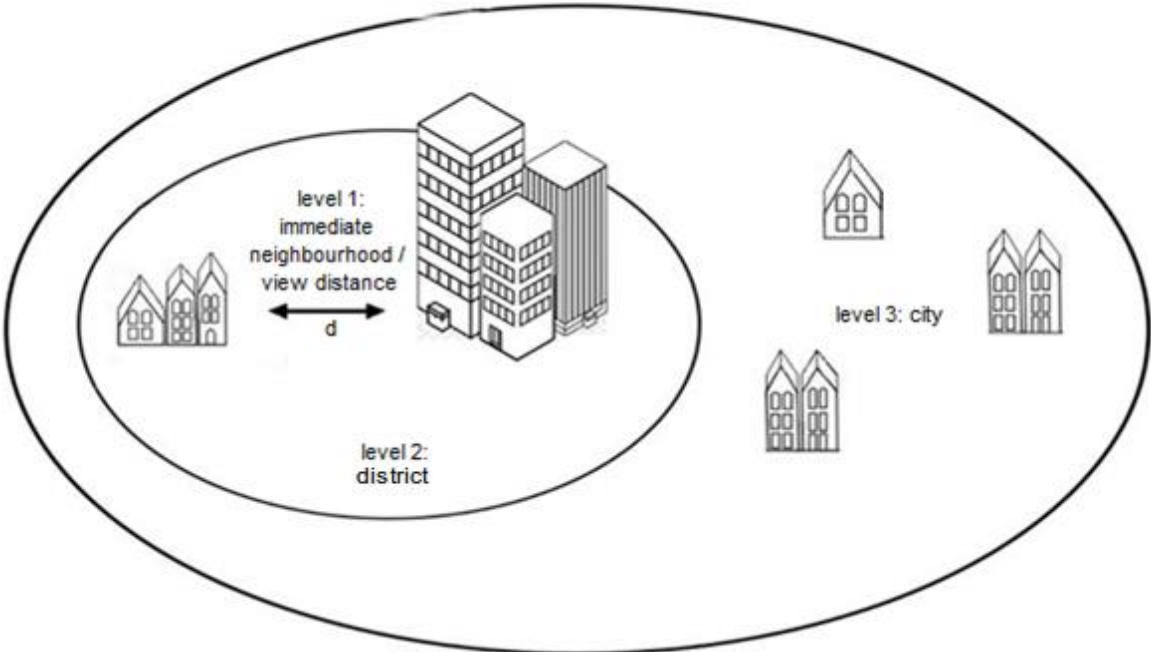 level 1:
immediate
neighbourhood /
view distance
d
level 2:
district
level 3: city